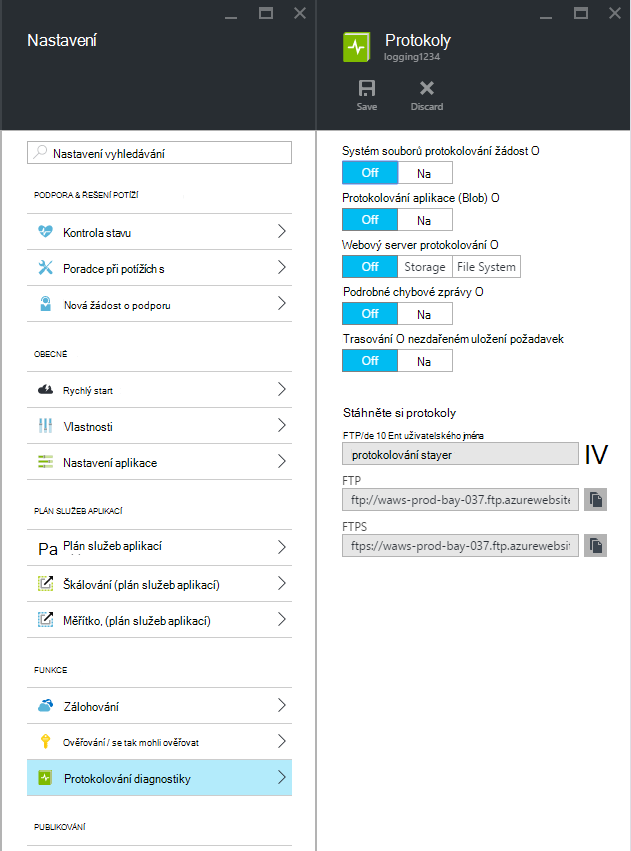 Nastavení
Nastavení vyhledávání
PODPORA & ŘEŠENÍ POTÍŽÍ
Kontrola stavu
Poradce při potížích s
Nová žádost o podporu
OBECNÉ
Rychlý start
Vlastnosti
Nastavení aplikace
PLÁN SLUŽEB APLIKACÍ
Pa Plán služeb aplikací
Škálování (plán služeb aplikací)
Měřítko, (plán služeb aplikací)
FUNKCE
Zálohování
Ověřování / se tak mohli ověřovat
Protokolování diagnostiky
PUBLIKOVÁNÍ
Protokoly
logging1234
Save Discard
Systém souborů protokolování žádost O
Off Na
Protokolování aplikace (Blob) O
Off Na
Webový server protokolování O
Off Storage File System
Podrobné chybové zprávy O
Off Na
Trasování O nezdařeném uložení požadavek
Off Na
Stáhněte si protokoly
FTP/de 10 Ent uživatelského jména
protokolování stayer IV
FTP
ftp://waws-prod-bay-037.ftp.azurewebsite
FTPS
ftps://waws-prod-bay-037.ftp.azurewebsi